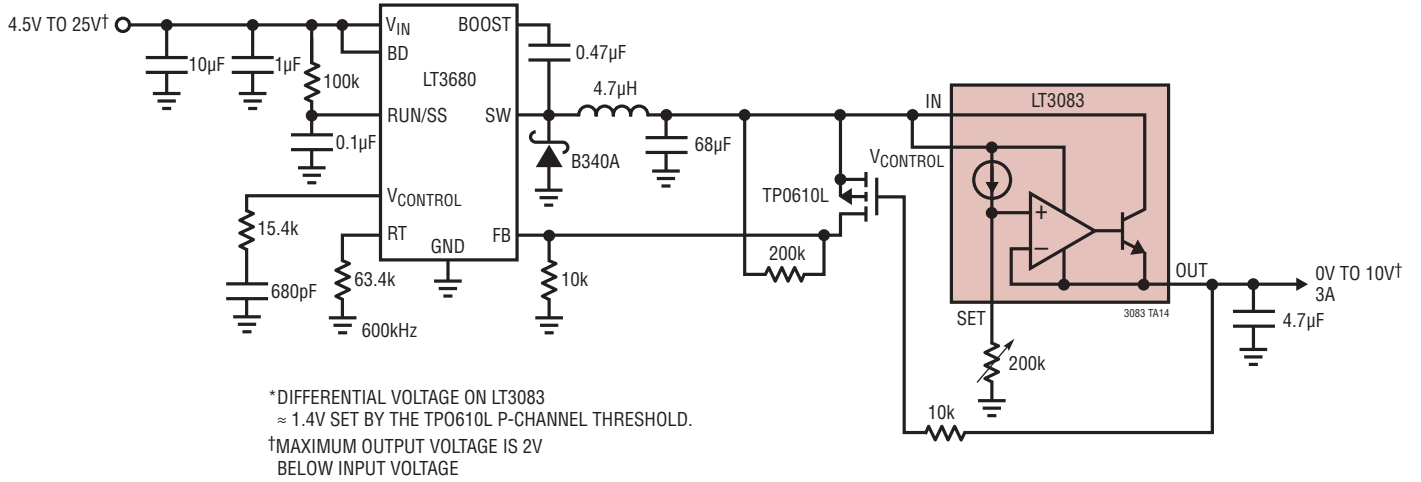 4.5V TO 25V†
10µF
1µF
100k
0.1µF
15.4k
680pF
63.4k
600kHz
VIN
BD
RUN/SS
VCONTROL
RT
GND
LT3680
BOOST
SW
FB
0.47µF
4.7µH
B340A
68µF
10k
200k
TP0610L
IN
VCONTROL
LT3083
+
–
OUT
SET
3083 TA14
200k
10k
0V TO 10V†
3A
4.7µF
*DIFFERENTIAL VOLTAGE ON LT3083
≈ 1.4V SET BY THE TP0610L P-CHANNEL THRESHOLD.
†MAXIMUM OUTPUT VOLTAGE IS 2V
BELOW INPUT VOLTAGE